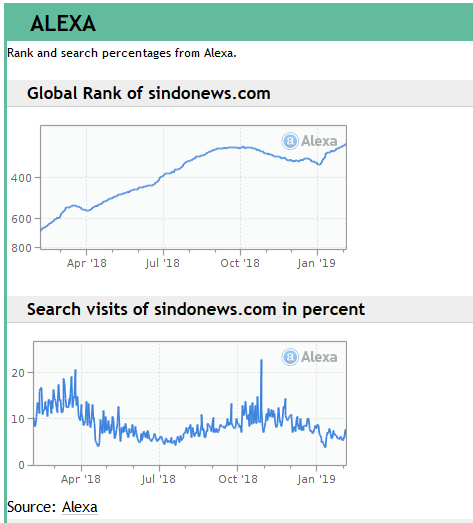 ALEXA
Rank and search percentages from Alexa.
Global Rank of sindonews.com
a Alexa
400
600
800
Apr '18 Jul '18 Oct '18 Jan '19
Search visits of sindonews.com in percent
a Alexa
20
10
0
Apr '18 Jul '18 Oct '18 Jan '19
Source: Alexa